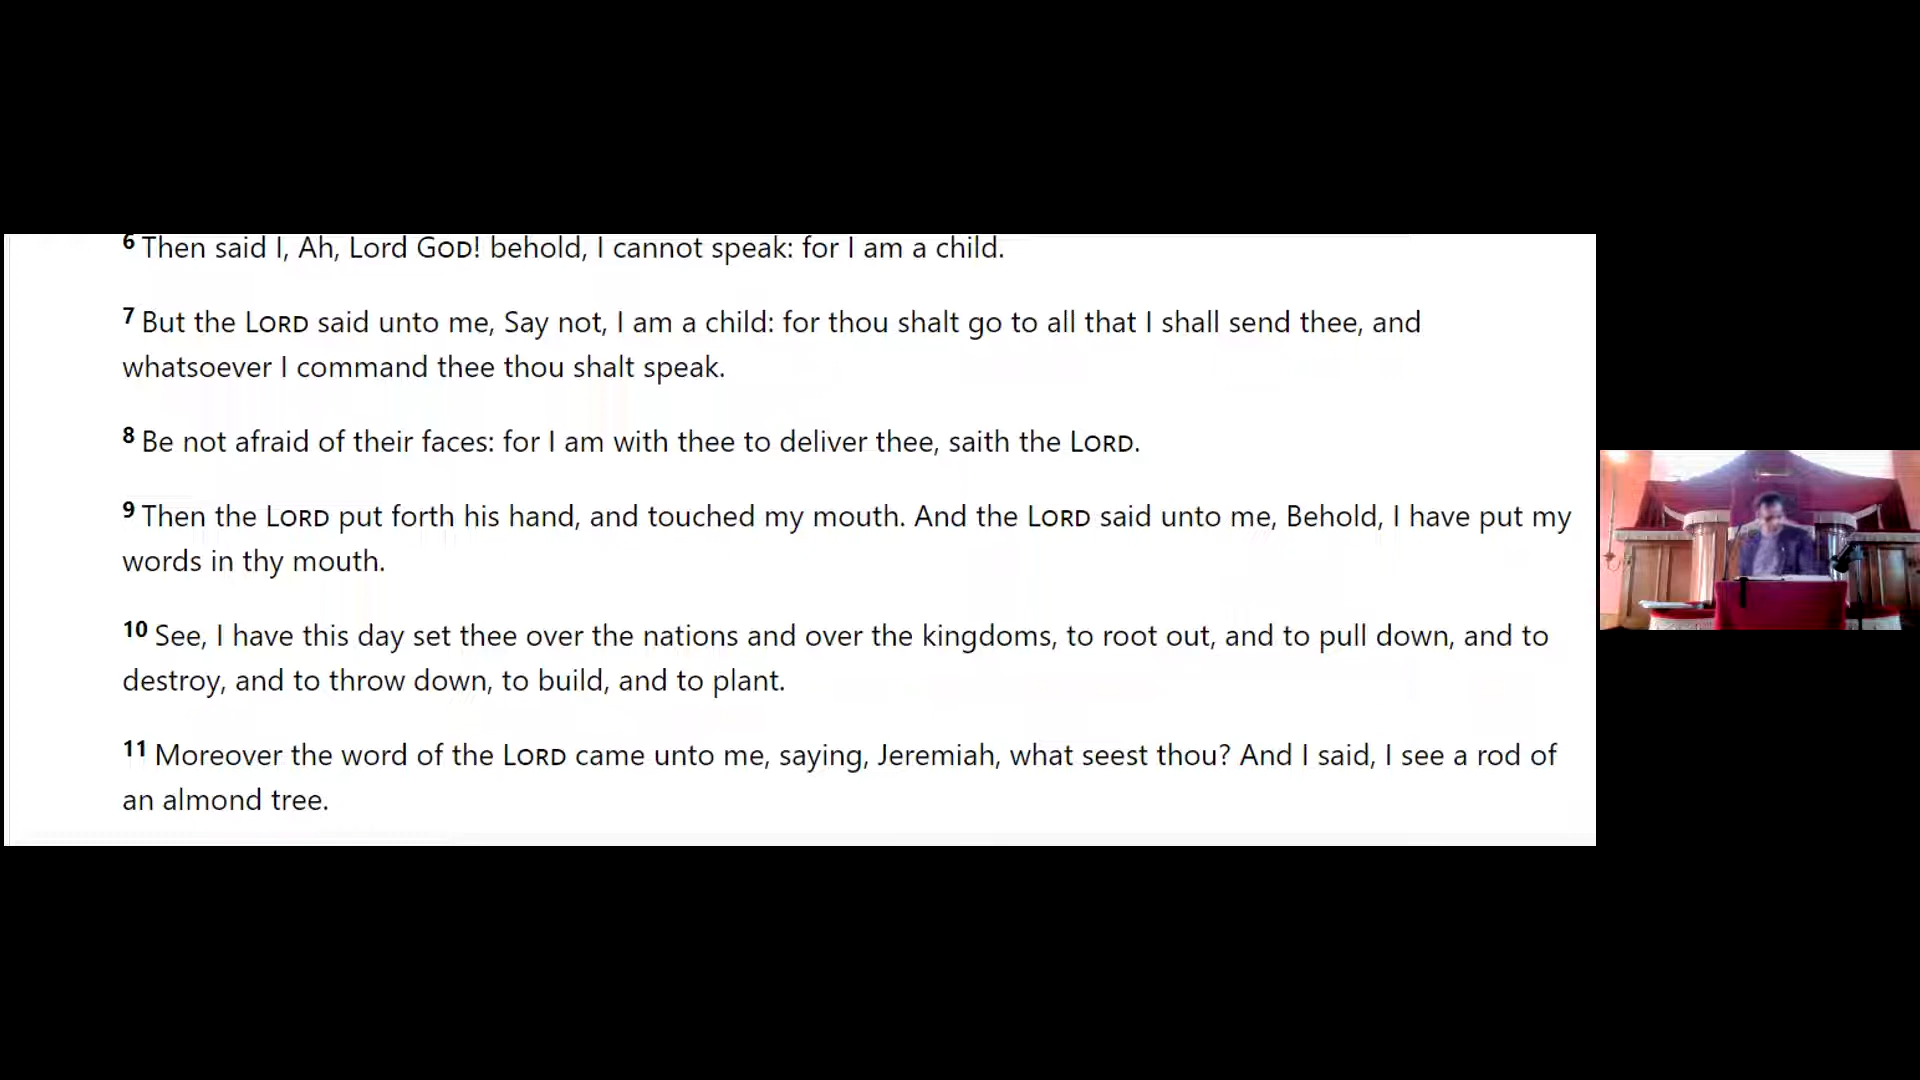 6 Then said I, Ah, Lord GOD! behold, I cannot speak: for I am a child.
7 But the LORD said unto me, Say not, I am a child: for thou shalt go to all that I shall send thee, and
whatsoever I command thee thou shalt speak.
8 Be not afraid of their faces: for I am with thee to deliver thee, saith the LORD.
9 Then the LORD put forth his hand, and touched my mouth. And the LORD said unto me, Behold, I have put my
words in thy mouth.
10 See, I have this day set thee over the nations and over the kingdoms, to root out, and to pull down, and to
destroy, and to throw down, to build, and to plant.
11 Moreover the word of the LORD came unto me, saying, Jeremiah, what seest thou? And I said, I see a rod of
an almond tree.